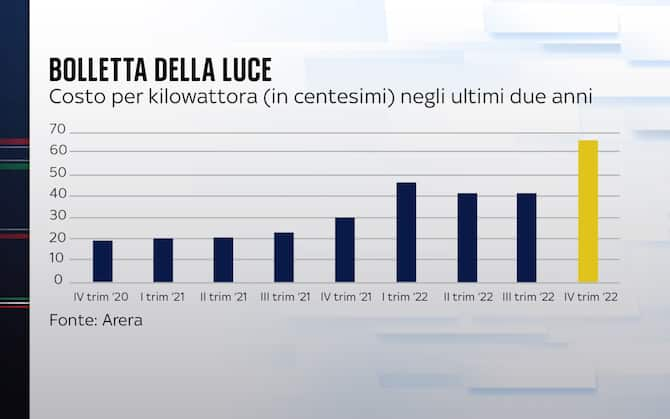 BOLLETTA DELLA LUCE
Costo per kilowattora (in centesimi) negli ultimi due anni
70
60
50
40
30
20
10
0
IV trim '20 I trim '21 II trim '21 III trim '21 IV trim '21 I trim '22 II trim '22 III trim '22 IV trim '22
Fonte: Arera